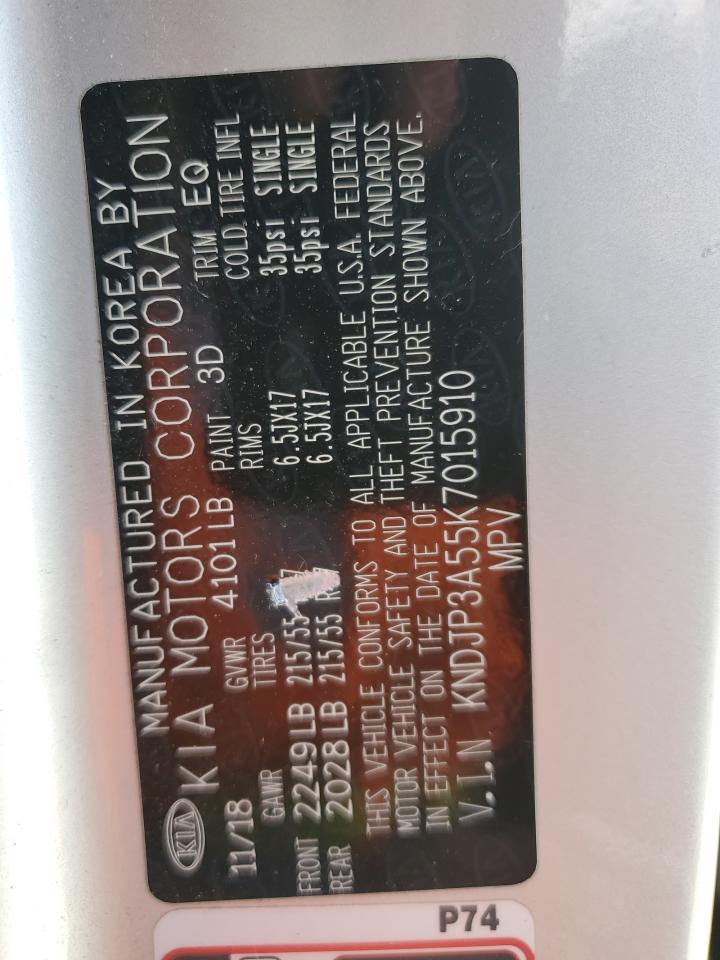 MANUFACTURED IN KOREA BY
KIA KIA MOTORS CORPORATION
11/18 GVWR 4101LB PAINT 3D TRIM EQ
GAWR TIRES RIMS COLD TIRE INFL
FRONT 2249LB 215/55 6.5JX17 35psi SINGLE
REAR 2028LB 215/55 6.5JX17 35psi SINGLE
THIS VEHICLE CONFORMS TO ALL APPLICABLE U.S.A. FEDERAL
MOTOR VEHICLE SAFETY AND THEFT PREVENTION STANDARDS
IN EFFECT ON THE DATE OF MANUFACTURE SHOWN ABOVE.
V.I.N KNDJP3A55K7015910
MPV
P74